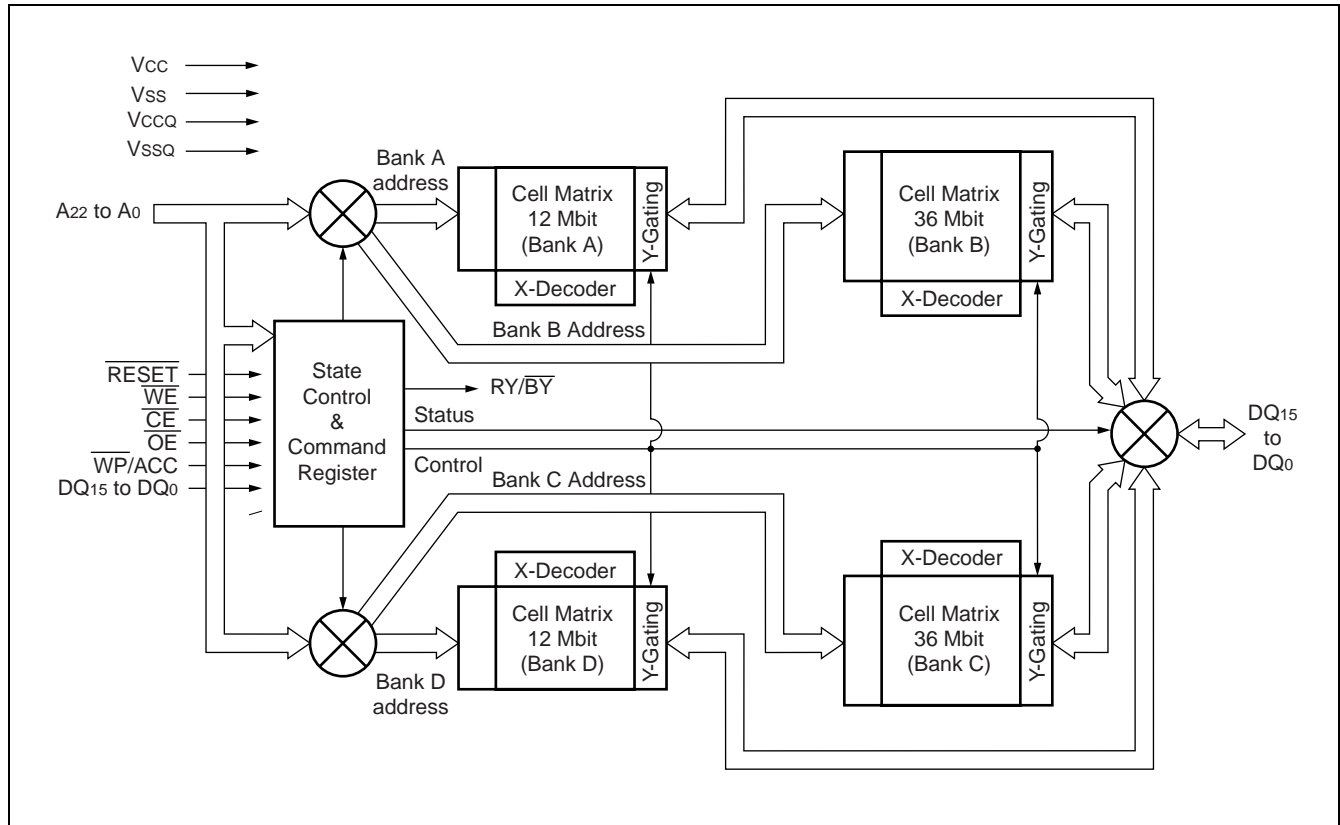 VCC
VSS
VCCQ
VSSQ
A22 to A0
Bank A
address
Cell Matrix
12 Mbit
(Bank A)
Y-Gating
X-Decoder
Cell Matrix
36 Mbit
(Bank B)
Y-Gating
X-Decoder
Bank B Address
RESET
WE
CE
OE
WP/ACC
DQ15 to DQ0
State
Control
&
Command
Register
RY/BY
Status
Control
DQ15
to
DQ0
Bank C Address
X-Decoder
Cell Matrix
12 Mbit
(Bank D)
Y-Gating
X-Decoder
Cell Matrix
36 Mbit
(Bank C)
Y-Gating
Bank D
address